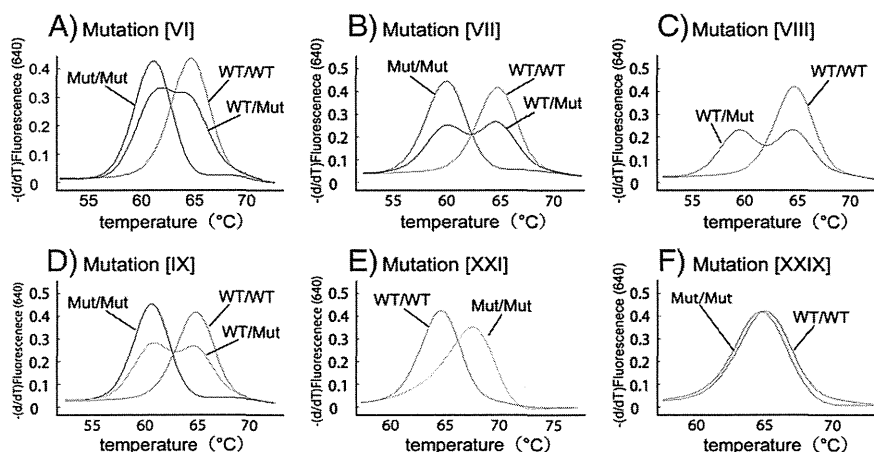 A) Mutation [VI]
-(d/dT)Fluorescenece (640)
0.4
0.3
0.2
0.1
0
Mut/Mut
WT/WT
WT/Mut
55 60 65 70
temperature (°C)
B) Mutation [VII]
-(d/dT)Fluorescenece (640)
0.5
0.4
0.3
0.2
0.1
0
Mut/Mut
WT/WT
WT/Mut
55 60 65 70
temperature (°C)
C) Mutation [VIII]
-(d/dT)Fluorescenece (640)
0.5
0.4
0.3
0.2
0.1
0
WT/WT
WT/Mut
55 60 65 70
temperature (°C)
D) Mutation [IX]
-(d/dT)Fluorescenece (640)
0.5
0.4
0.3
0.2
0.1
0
Mut/Mut
WT/WT
WT/Mut
55 60 65 70
temperature (°C)
E) Mutation [XXI]
-(d/dT)Fluorescenece (640)
0.5
0.4
0.3
0.2
0.1
0
WT/WT
Mut/Mut
60 65 70 75
temperature (°C)
F) Mutation [XXIX]
-(d/dT)Fluorescenece (640)
0.5
0.4
0.3
0.2
0.1
0
Mut/Mut
WT/WT
60 65 70
temperature (°C)